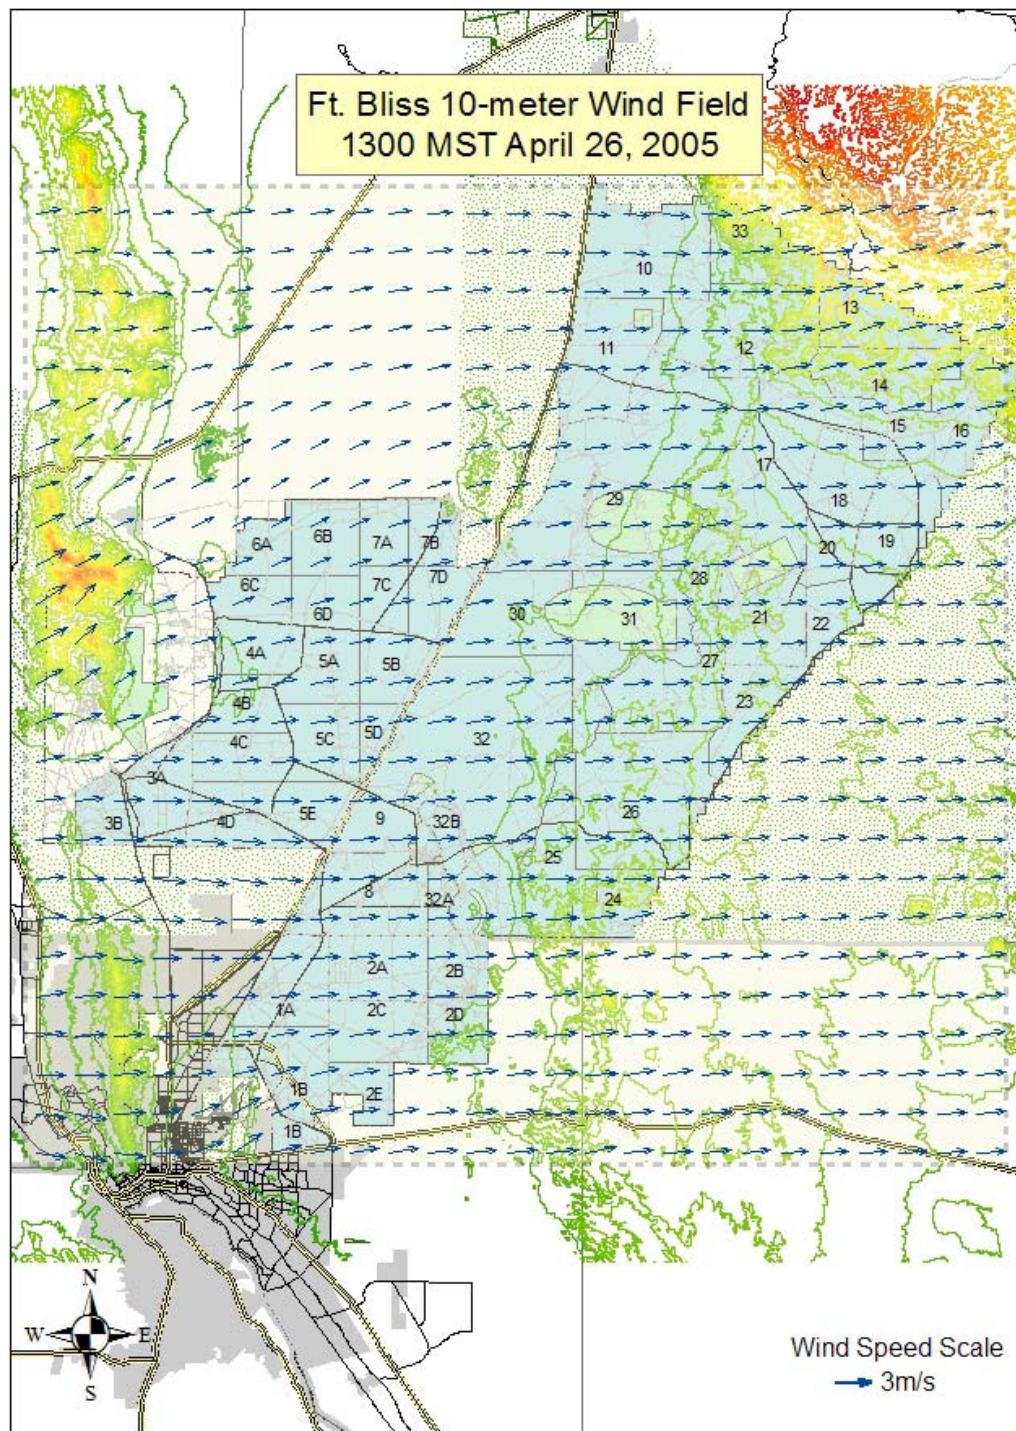 Ft. Bliss 10-meter Wind Field
1300 MST April 26, 2005
33
10
13
11
12
14
15
16
17
18
29
6A
6B
7A
7B
20
19
6C
7C
7D
28
6D
30
31
21
22
4A
5A
5B
27
4B
23
4C
5C
5D
32
3A
3B
4D
5E
9
32B
26
25
8
32A
24
2A
2B
1A
2C
2D
1B
2E
1B
N
W
E
S
Wind Speed Scale
3m/s